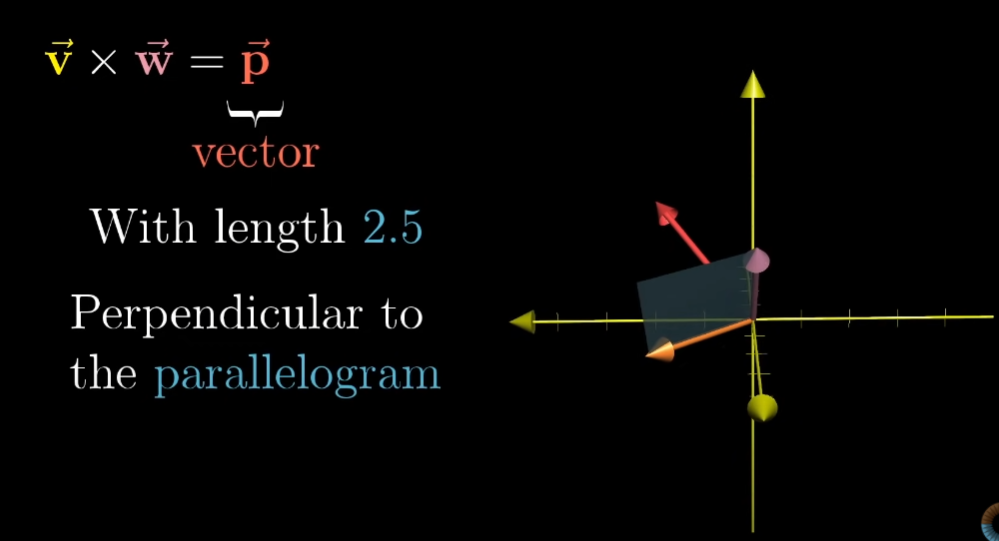 v⃗ × w⃗ = p⃗
vector
With length 2.5
Perpendicular to
the parallelogram